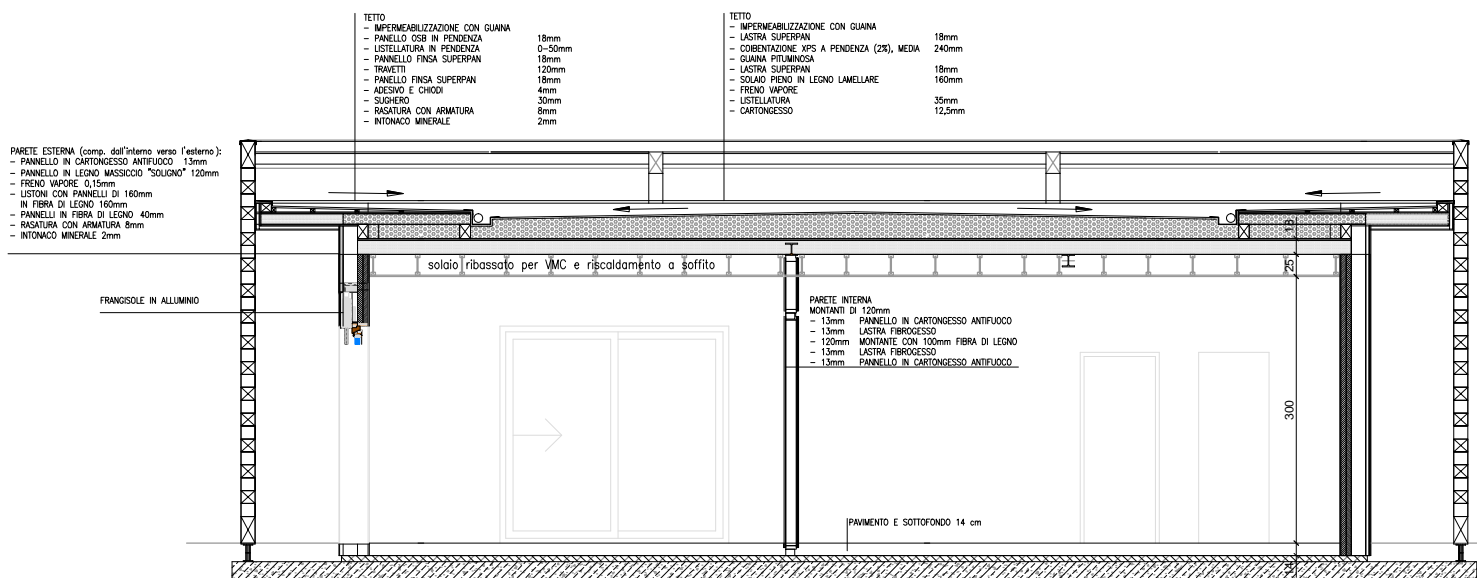 TETTO
- IMPERMEABILIZZAZIONE CON GUAINA
- PANELLO OSB IN PENDENZA 18mm
- LISTELLATURA IN PENDENZA 0-50mm
- PANNELLO FINSA SUPERPAN 18mm
- TRAVETTI 120mm
- PANELLO FINSA SUPERPAN 18mm
- ADESIVO E CHIODI 4mm
- SUGHERO 30mm
- RASATURA CON ARMATURA 8mm
- INTONACO MINERALE 2mm
TETTO
- IMPERMEABILIZZAZIONE CON GUAINA
- LASTRA SUPERPAN 18mm
- COIBENTAZIONE XPS A PENDENZA (2%), MEDIA 240mm
- GUAINA PITUMINOSA
- LASTRA SUPERPAN 18mm
- SOLAIO PIENO IN LEGNO LAMELLARE 160mm
- FRENO VAPORE
- LISTELLATURA 35mm
- CARTONGESSO 12,5mm
PARETE ESTERNA (comp. dall'interno verso l'esterno):
- PANNELLO IN CARTONGESSO ANTIFUOCO 13mm
- PANNELLO IN LEGNO MASSICCIO "SOLIGNO" 120mm
- FRENO VAPORE 0,15mm
- LISTONI CON PANNELLI DI 160mm
IN FIBRA DI LEGNO 160mm
- PANNELLI IN FIBRA DI LEGNO 40mm
- RASATURA CON ARMATURA 8mm
- INTONACO MINERALE 2mm
solaio ribassato per VMC e riscaldamento a soffito
FRANGISOLE IN ALLUMINIO
PARETE INTERNA
MONTANTI DI 120mm
- 13mm PANNELLO IN CARTONGESSO ANTIFUOCO
- 13mm LASTRA FIBROGESSO
- 120mm MONTANTE CON 100mm FIBRA DI LEGNO
- 13mm LASTRA FIBROGESSO
- 13mm PANNELLO IN CARTONGESSO ANTIFUOCO
25
300
PAVIMENTO E SOTTOFONDO 14 cm
14